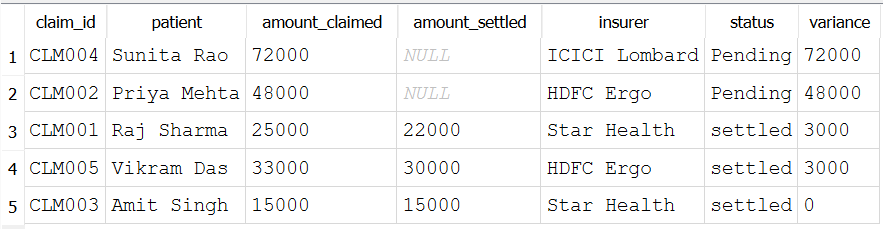 claim_id patient amount_claimed amount_settled insurer status variance
1 CLM004 Sunita Rao 72000 NULL ICICI Lombard Pending 72000
2 CLM002 Priya Mehta 48000 NULL HDFC Ergo Pending 48000
3 CLM001 Raj Sharma 25000 22000 Star Health settled 3000
4 CLM005 Vikram Das 33000 30000 HDFC Ergo settled 3000
5 CLM003 Amit Singh 15000 15000 Star Health settled 0